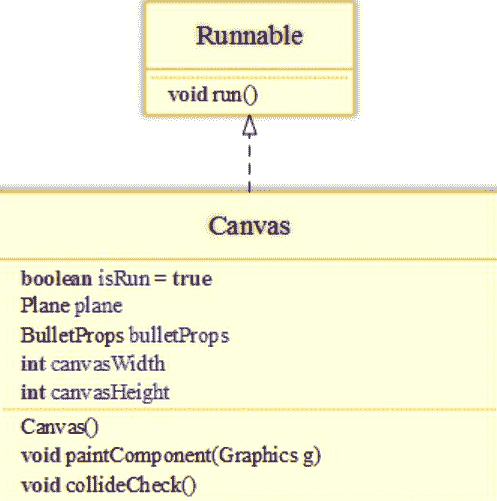 Runnable
void run()
Canvas
boolean isRun = true
Plane plane
BulletProps bulletProps
int canvasWidth
int canvasHeight
Canvas()
void paintComponent(Graphics g)
void collideCheck()